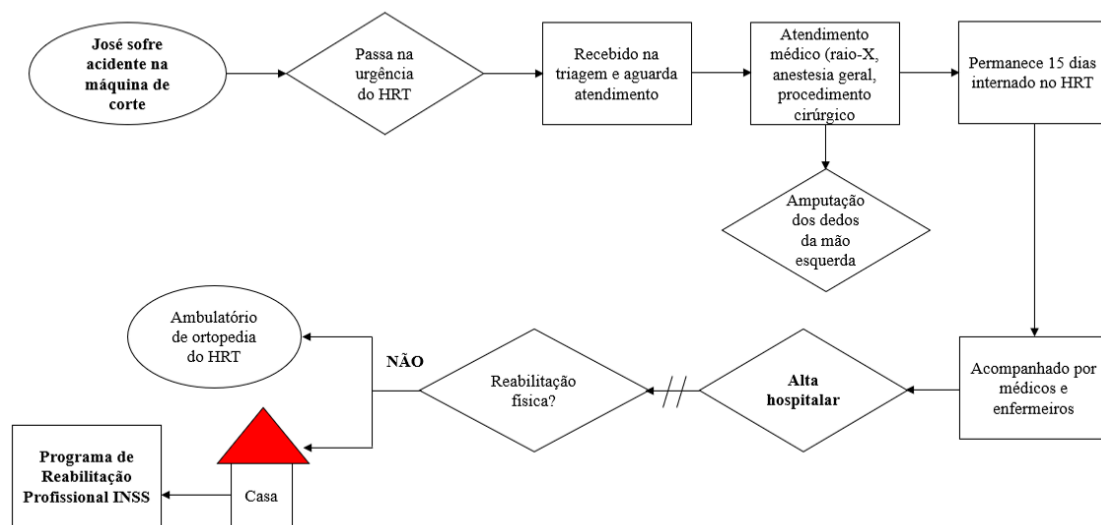 José sofre
acidente na
máquina de
corte
Passa na
urgência
do HRT
Recebido na
triagem e aguarda
atendimento
Atendimento
médico (raio-X,
anestesia geral,
procedimento
cirúrgico
Permanece 15 dias
internado no HRT
Amputação
dos dedos
da mão
esquerda
Acompanhado por
médicos e
enfermeiros
Alta
hospitalar
Reabilitação
física?
NÃO
Ambulatório
de ortopedia
do HRT
Casa
Programa de
Reabilitação
Profissional INSS